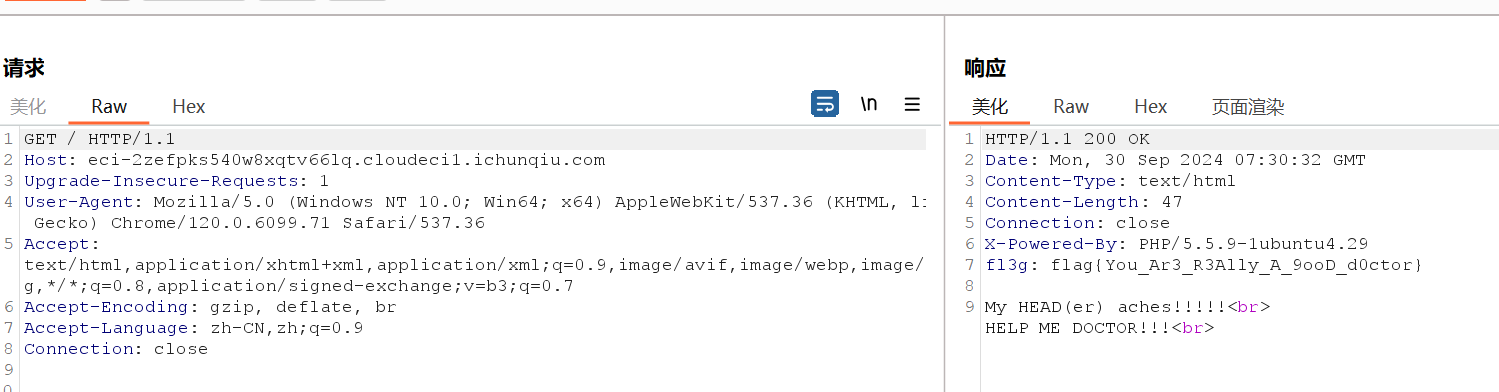 请求
美化 Raw Hex \n
1 GET / HTTP/1.1
2 Host: eci-2zefpks540w8xqtv66lq.cloudeci1.ichunqiu.com
3 Upgrade-Insecure-Requests: 1
4 User-Agent: Mozilla/5.0 (Windows NT 10.0; Win64; x64) AppleWebKit/537.36 (KHTML, li
Gecko) Chrome/120.0.6099.71 Safari/537.36
5 Accept:
text/html,application/xhtml+xml,application/xml;q=0.9,image/avif,image/webp,image/
g,*/*;q=0.8,application/signed-exchange;v=b3;q=0.7
6 Accept-Encoding: gzip, deflate, br
7 Accept-Language: zh-CN,zh;q=0.9
8 Connection: close
9
响应
美化 Raw Hex 页面渲染
1 HTTP/1.1 200 OK
2 Date: Mon, 30 Sep 2024 07:30:32 GMT
3 Content-Type: text/html
4 Content-Length: 47
5 Connection: close
6 X-Powered-By: PHP/5.5.9-1ubuntu4.29
7 fl3g: flag{You_Ar3_R3Ally_A_9ooD_d0ctor}
8
9 My HEAD(er) aches!!!!!<br>
HELP ME DOCTOR!!!<br>